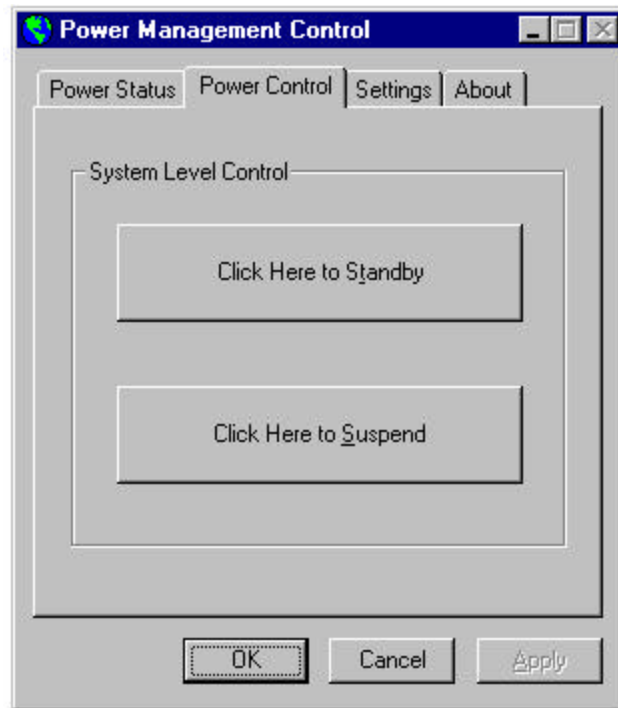 Power Management Control
Power Status Power Control Settings About
System Level Control
Click Here to Standby
Click Here to Suspend
OK Cancel Apply